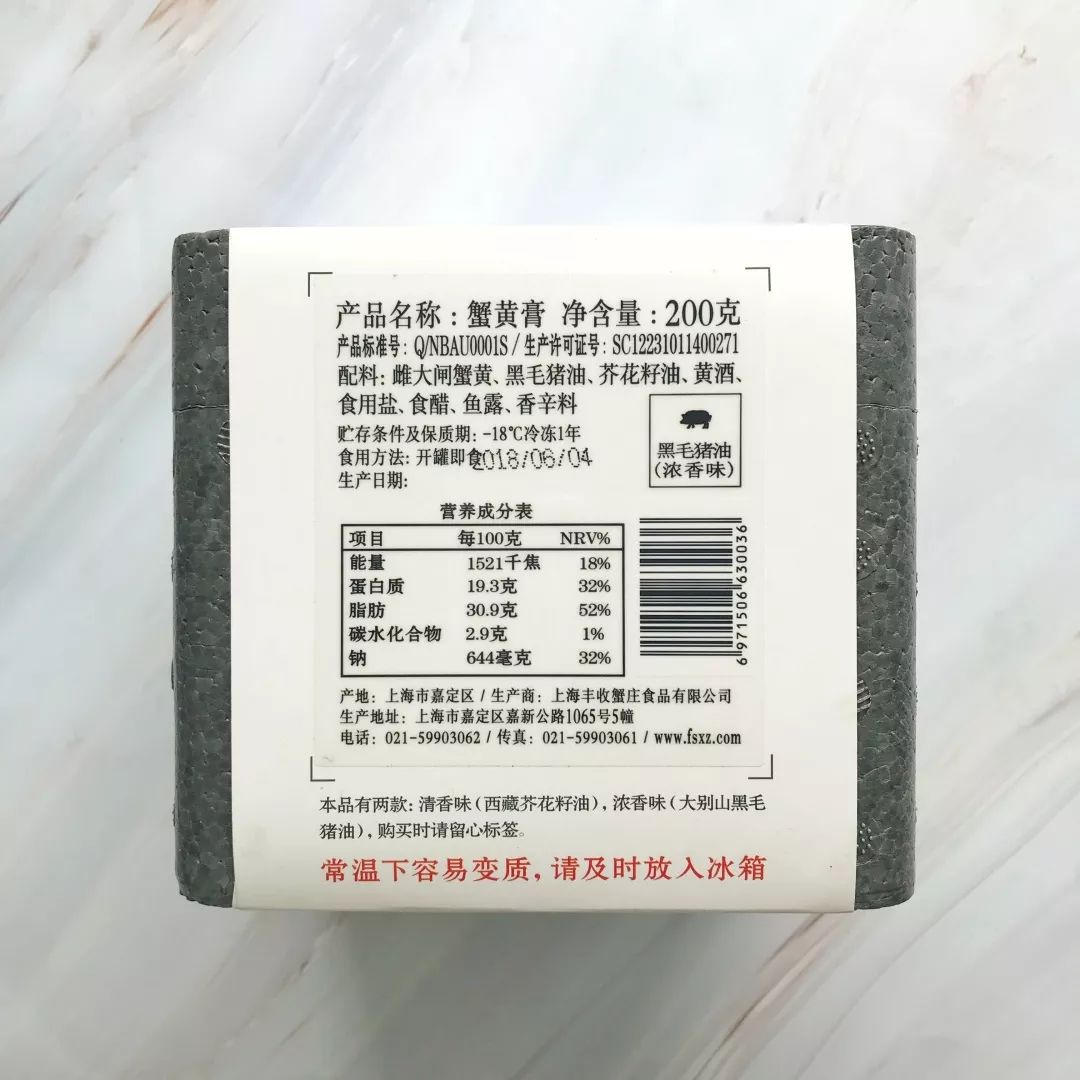 产品名称：蟹黄膏 净含量：200克
产品标准号：Q/NBAU0001S / 生产许可证号：SC12231011400271
配料：雌大闸蟹黄、黑毛猪油、芥花籽油、黄酒、
食用盐、食醋、鱼露、香辛料
贮存条件及保质期：-18℃冷冻1年
食用方法：开罐即食
2018/06/04
生产日期：
黑毛猪油
（浓香味）
营养成分表
项目 每100克 NRV%
能量 1521千焦 18%
蛋白质 19.3克 32%
脂肪 30.9克 52%
碳水化合物 2.9克 1%
钠 644毫克 32%
6971506630036
产地：上海市嘉定区 / 生产商：上海丰收蟹庄食品有限公司
生产地址：上海市嘉定区嘉新公路1065号5幢
电话：021-59903062 / 传真：021-59903061 / www.fsxz.com
本品有两款：清香味（西藏芥花籽油），浓香味（大别山黑毛
猪油），购买时请留心标签。
常温下容易变质，请及时放入冰箱